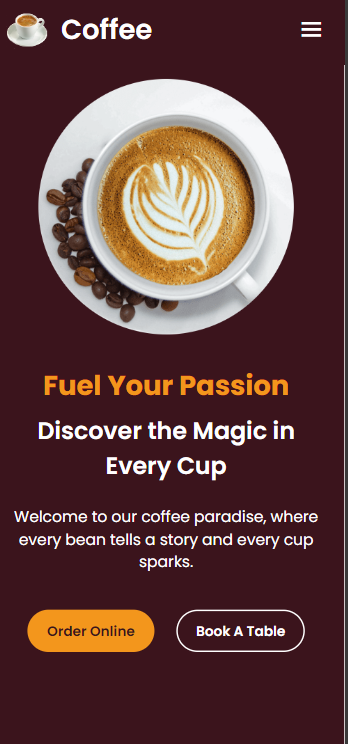 Coffee
Fuel Your Passion
Discover the Magic in
Every Cup
Welcome to our coffee paradise, where
every bean tells a story and every cup
sparks.
Order Online
Book A Table